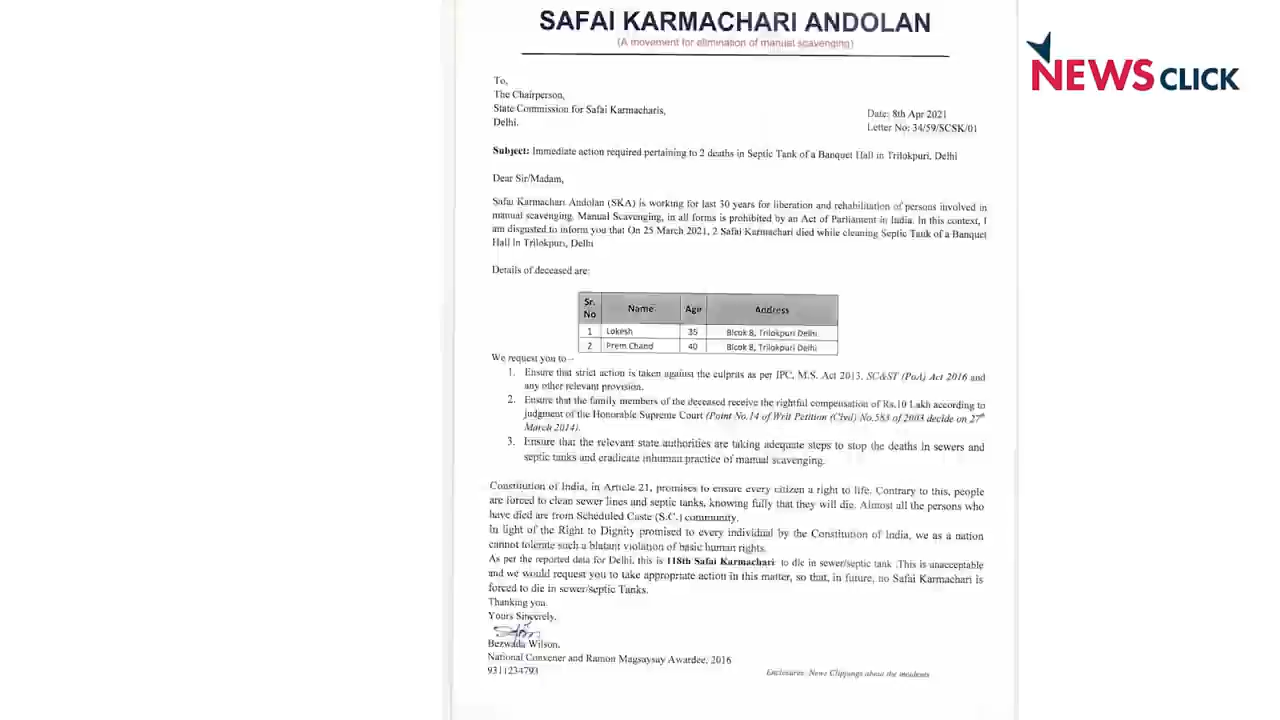 SAFAI KARMACHARI ANDOLAN
(A movement for elimination of manual scavenging)
NEWS CLICK
To,
The Chairperson,
State Commission for Safai Karmacharis,
Delhi.
Date: 8th Apr 2021
Letter No: 34/59/SCSK/01
Subject: Immediate action required pertaining to 2 deaths in Septic Tank of a Banquet Hall in Trilokpuri, Delhi
Dear Sir/Madam,
Safai Karmachari Andolan (SKA) is working for last 30 years for liberation and rehabilitation of persons involved in
manual scavenging. Manual Scavenging, in all forms is prohibited by an Act of Parliament in India. In this context, I
am disgusted to inform you that On 25 March 2021, 2 Safai Karmachari died while cleaning Septic Tank of a Banquet
Hall in Trilokpuri, Delhi
Details of deceased are:
Sr. No Name Age Address
1 Lokesh 35 Blcok 8, Trilokpuri Delhi
2 Prem Chand 40 Blcok 8, Trilokpuri Delhi
We request you to –
1. Ensure that strict action is taken against the culprits as per IPC, M.S. Act 2013, SC&ST (PoA) Act 2016 and
any other relevant provision.
2. Ensure that the family members of the deceased receive the rightful compensation of Rs.10 Lakh according to
judgment of the Honorable Supreme Court (Point No.14 of Writ Petition (Civil) No.583 of 2003 decide on 27th
March 2014).
3. Ensure that the relevant state authorities are taking adequate steps to stop the deaths in sewers and
septic tanks and eradicate inhuman practice of manual scavenging.
Constitution of India, in Article 21, promises to ensure every citizen a right to life. Contrary to this, people
are forced to clean sewer lines and septic tanks, knowing fully that they will die. Almost all the persons who
have died are from Scheduled Caste (S.C.) community.
In light of the Right to Dignity promised to every individual by the Constitution of India, we as a nation
cannot tolerate such a blatant violation of basic human rights.
As per the reported data for Delhi, this is 118th Safai Karmachari to die in sewer/septic tank .This is unacceptable
and we would request you to take appropriate action in this matter, so that, in future, no Safai Karmachari is
forced to die in sewer/septic Tanks.
Thanking you.
Yours Sincerely,
Bezwada Wilson,
National Convener and Ramon Magsaysay Awardee, 2016
9311234793
Enclosures: News Clippings about the incidents